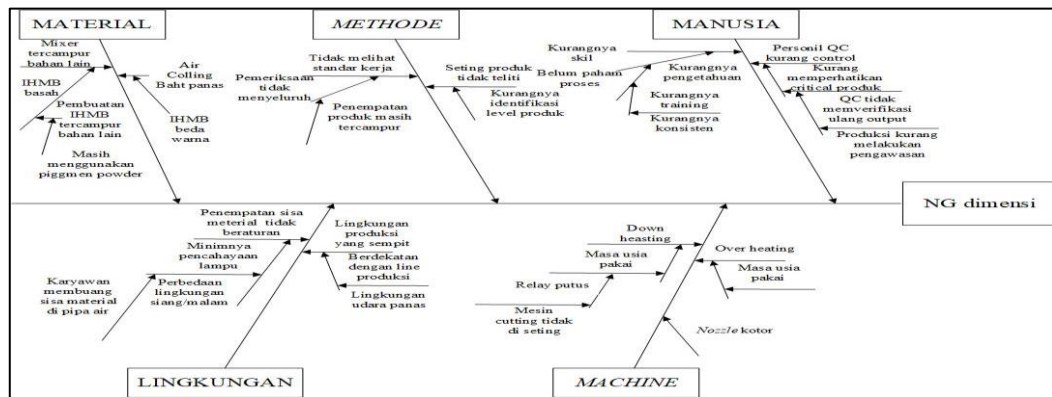 MATERIAL
METHODE
MANUSIA
Mixer
tercampur
bahan lain
Air
Colling
Baht panas
IHMB
basah
Pembuatan
IHMB
tercampur
bahan lain
IHMB
beda
warna
Masih
menggunakan
piggmen powder
Tidak melihat
standar kerja
Pemeriksaan
tidak
menyeluruh
Penempatan
produk masih
tercampur
Seting produk
tidak teliti
Kurangnya
identifikasi
level produk
Kurangnya
skil
Belum paham
proses
Kurangnya
pengetahuan
Kurangnya
training
Kurangnya
konsisten
Personil QC
kurang control
Kurang
memperhatikan
critical produk
QC tidak
memverifikasi
ulang output
Produksi kurang
melakukan
pengawasan
NG dimensi
Penempatan sisa
meterial tidak
beraturan
Minimnya
pencahayaan
lampu
Karyawan
membuang
sisa material
di pipa air
Perbedaan
lingkungan
siang/malam
Lingkungan
produksi
yang sempit
Berdekatan
dengan line
produksi
Lingkungan
udara panas
Down
heasting
Masa usia
pakai
Relay putus
Mesin
cutting tidak
di seting
Over heating
Masa usia
pakai
Nozzle kotor
LINGKUNGAN
MACHINE